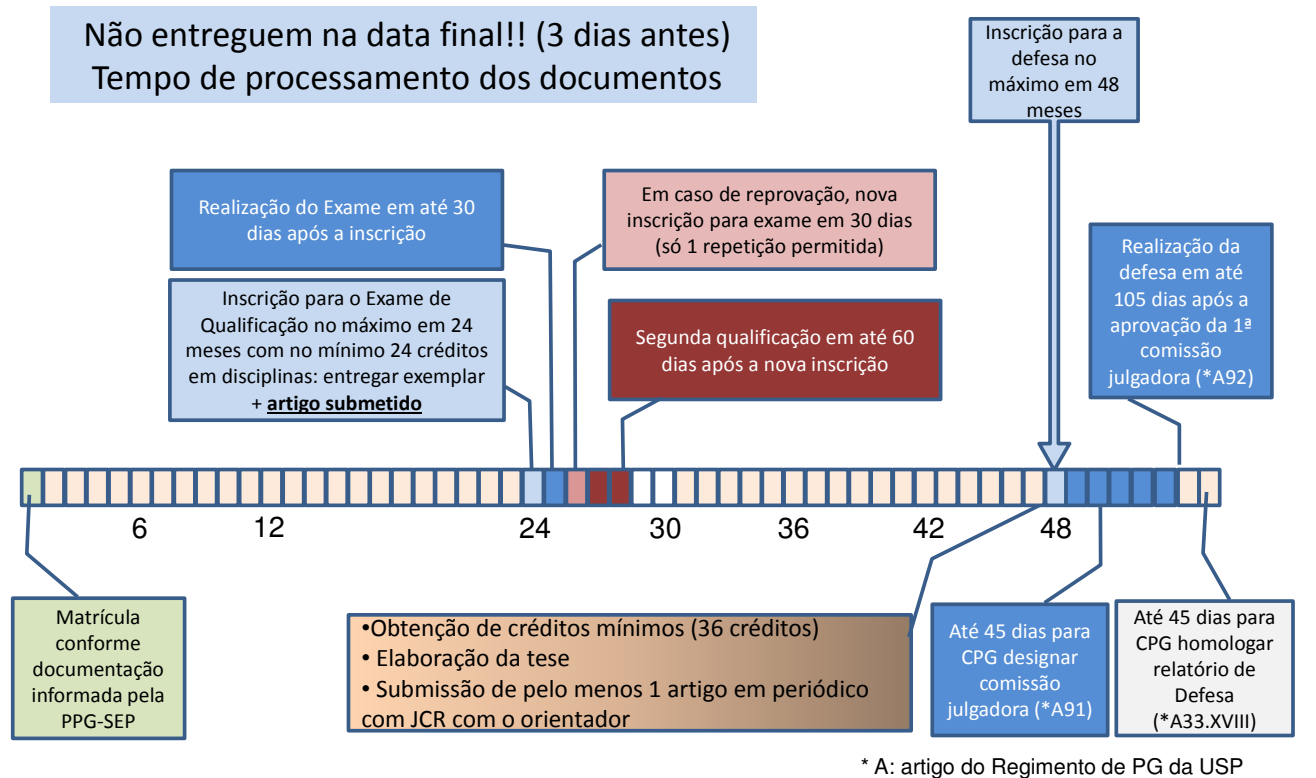 Não entreguem na data final!! (3 dias antes)
Tempo de processamento dos documentos
Inscrição para a
defesa no
máximo em 48
meses
Realização do Exame em até 30
dias após a inscrição
Em caso de reprovação, nova
inscrição para exame em 30 dias
(só 1 repetição permitida)
Realização da
defesa em até
105 dias após a
aprovação da 1ª
comissão
julgadora (*A92)
Inscrição para o Exame de
Qualificação no máximo em 24
meses com no mínimo 24 créditos
em disciplinas: entregar exemplar
+ artigo submetido
Segunda qualificação em até 60
dias após a nova inscrição
6 12 24 30 36 42 48
Matrícula
conforme
documentação
informada pela
PPG-SEP
•Obtenção de créditos mínimos (36 créditos)
• Elaboração da tese
• Submissão de pelo menos 1 artigo em periódico
com JCR com o orientador
Até 45 dias para
CPG designar
comissão
julgadora (*A91)
Até 45 dias para
CPG homologar
relatório de
Defesa
(*A33.XVIII)
* A: artigo do Regimento de PG da USP